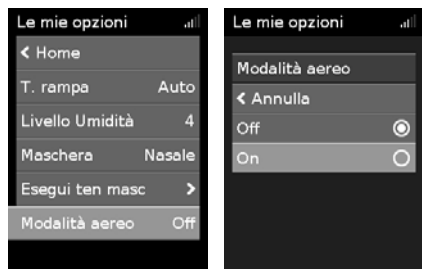 Le mie opzioni
Home
T. rampa Auto
Livello Umidità 4
Maschera Nasale
Esegui ten masc
Modalità aereo Off
Le mie opzioni
Modalità aereo
Annulla
Off
On